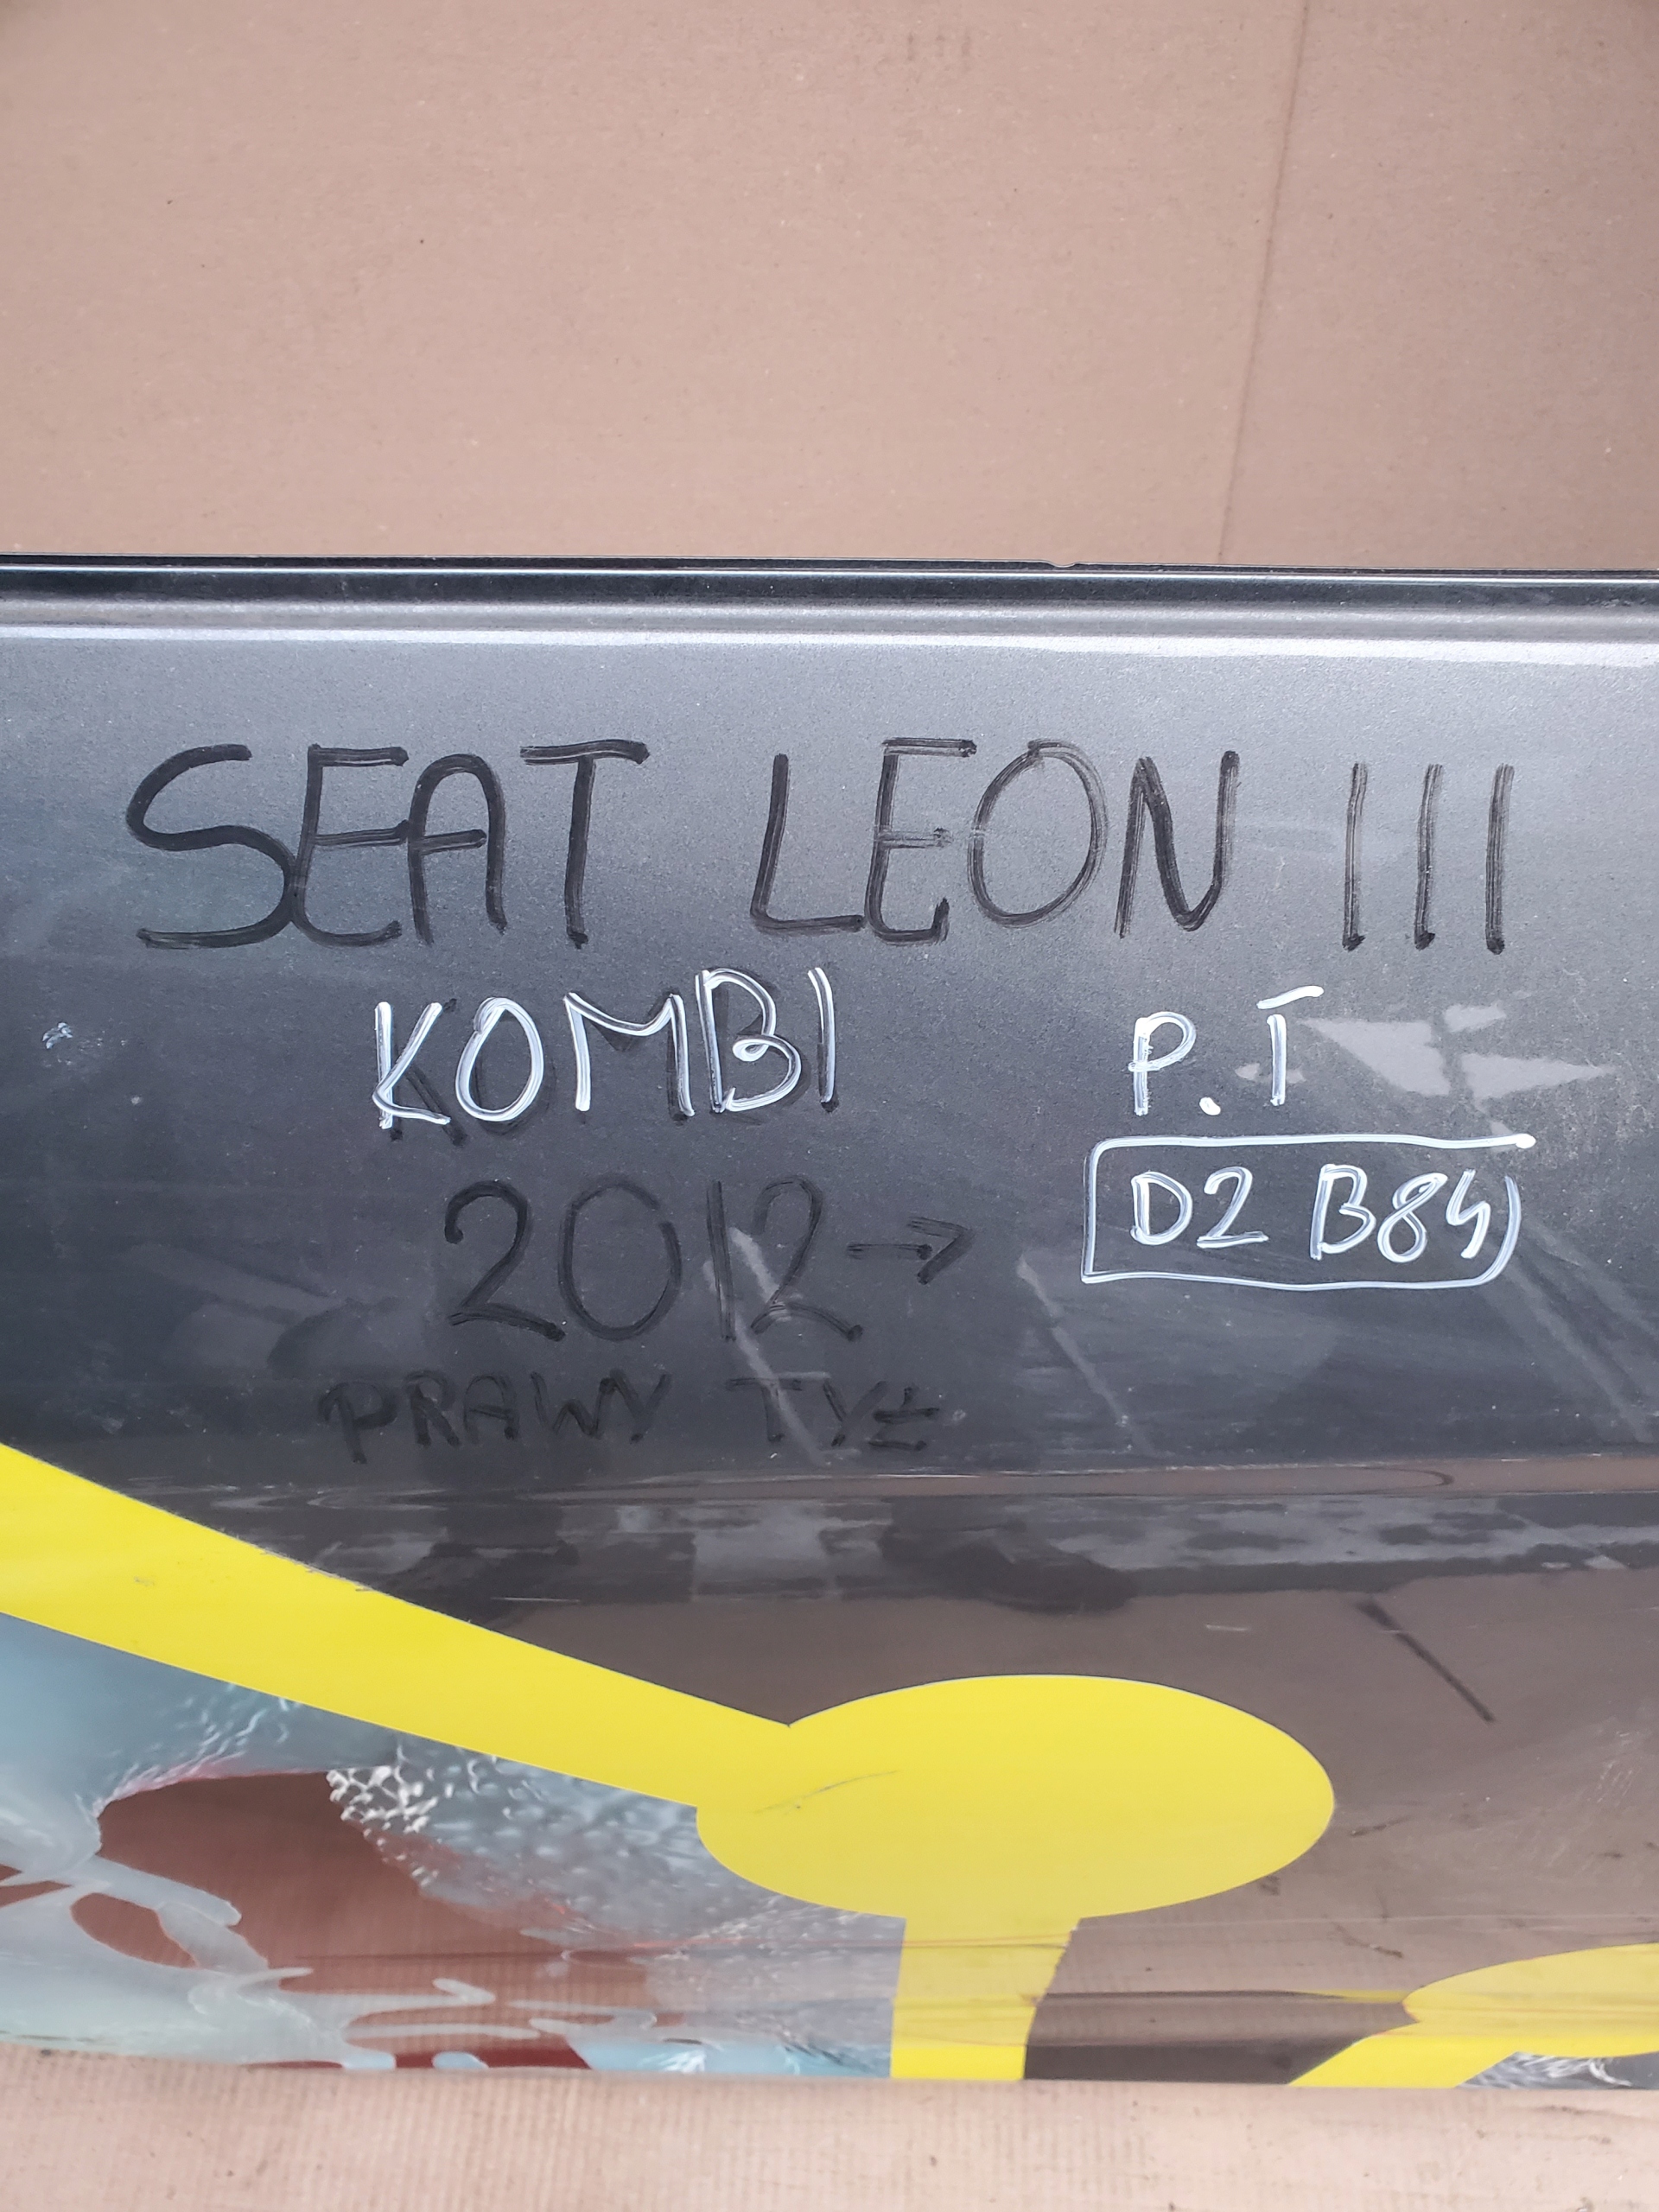 SEAT LEON III
KOMBI
P.T
2012→
D2 B84
PRAWY TYŁ